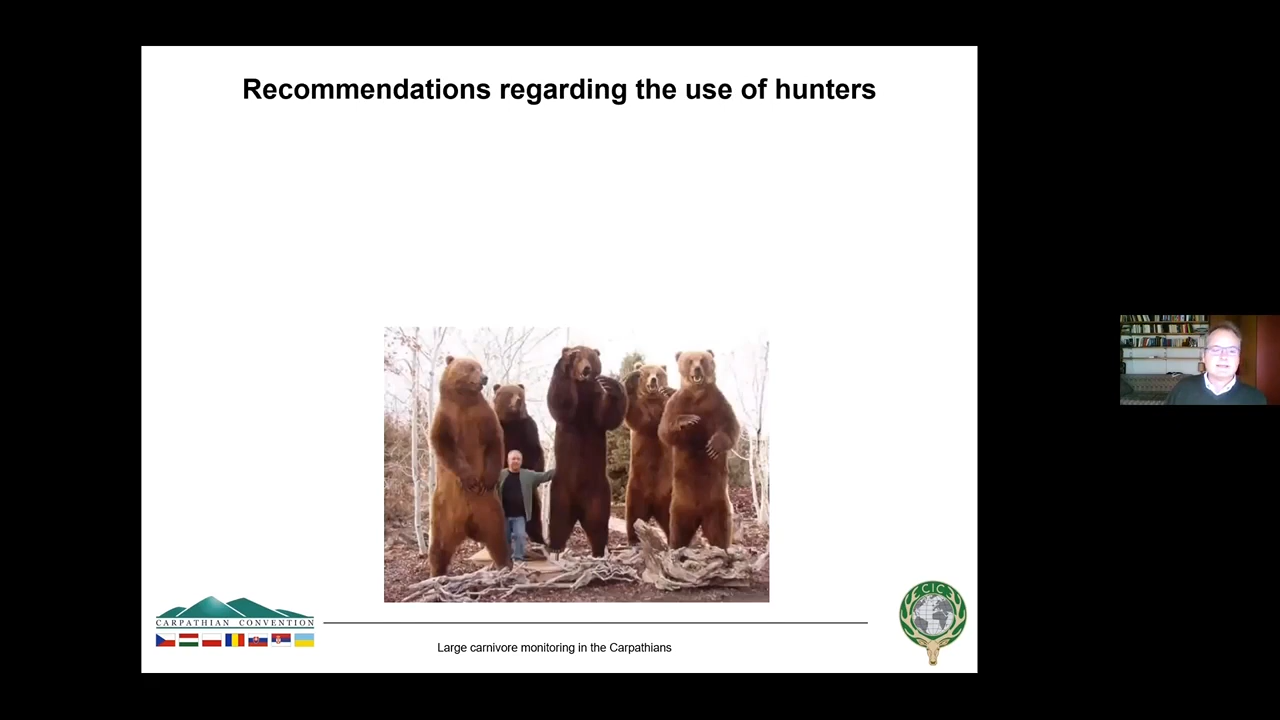 Recommendations regarding the use of hunters
CARPATHIAN CONVENTION
Large carnivore monitoring in the Carpathians
CIC